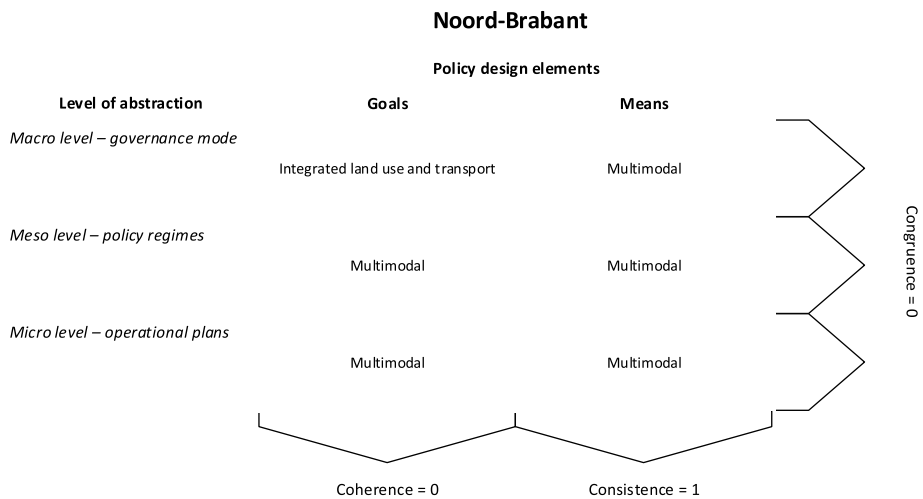 Noord-Brabant
Policy design elements
Level of abstraction Goals Means
Macro level – governance mode
Integrated land use and transport Multimodal
Meso level – policy regimes
Multimodal Multimodal
Micro level – operational plans
Multimodal Multimodal
Congruence = 0
Coherence = 0 Consistence = 1